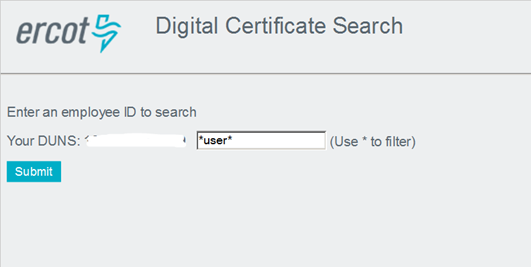 ercot
Digital Certificate Search
Enter an employee ID to search
Your DUNS: *user* (Use * to filter)
Submit